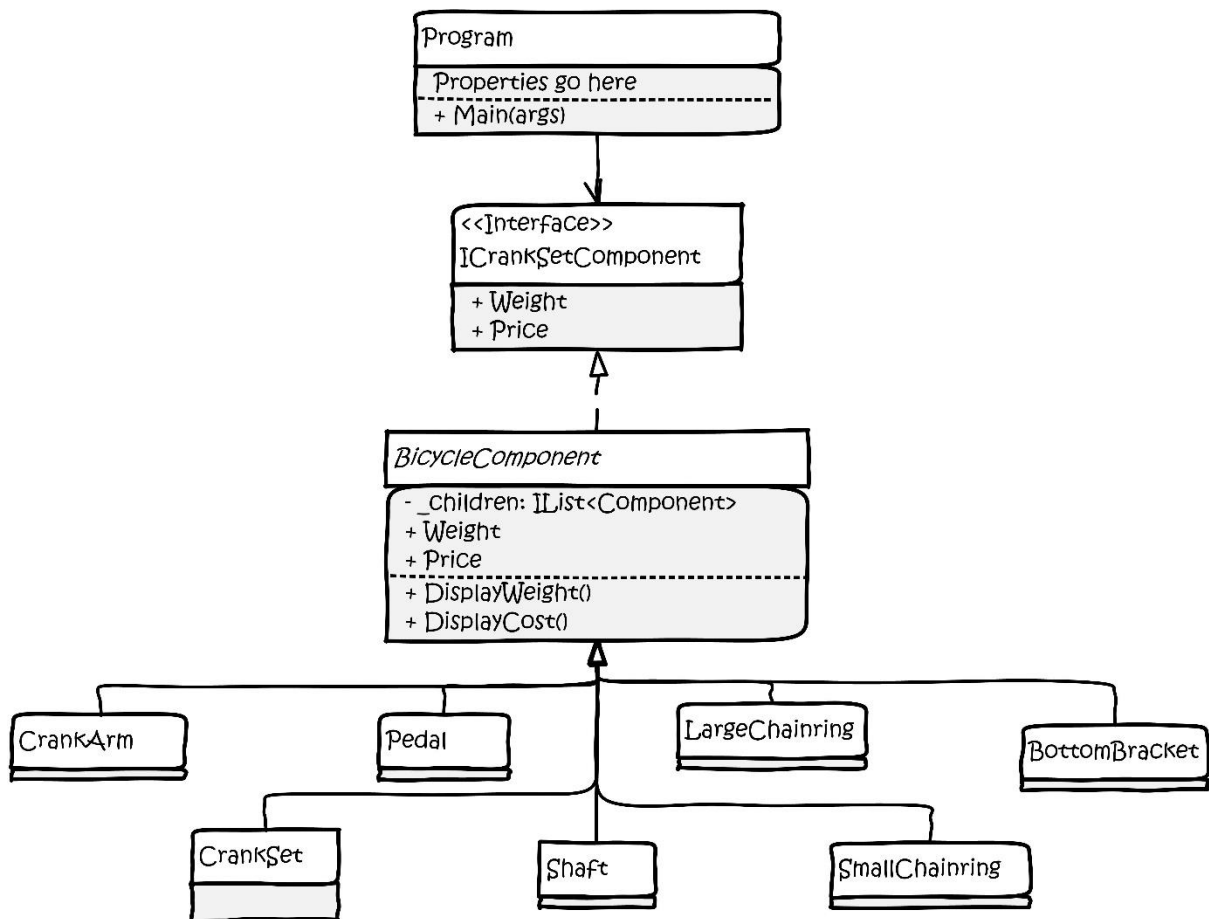 Program
Properties go here
+ Main(args)
<<Interface>>
ICrankSetComponent
+ Weight
+ Price
BicycleComponent
- _children: IList<Component>
+ Weight
+ Price
+ DisplayWeight()
+ DisplayCost()
CrankArm
Pedal
LargeChainring
BottomBracket
CrankSet
Shaft
SmallChainring